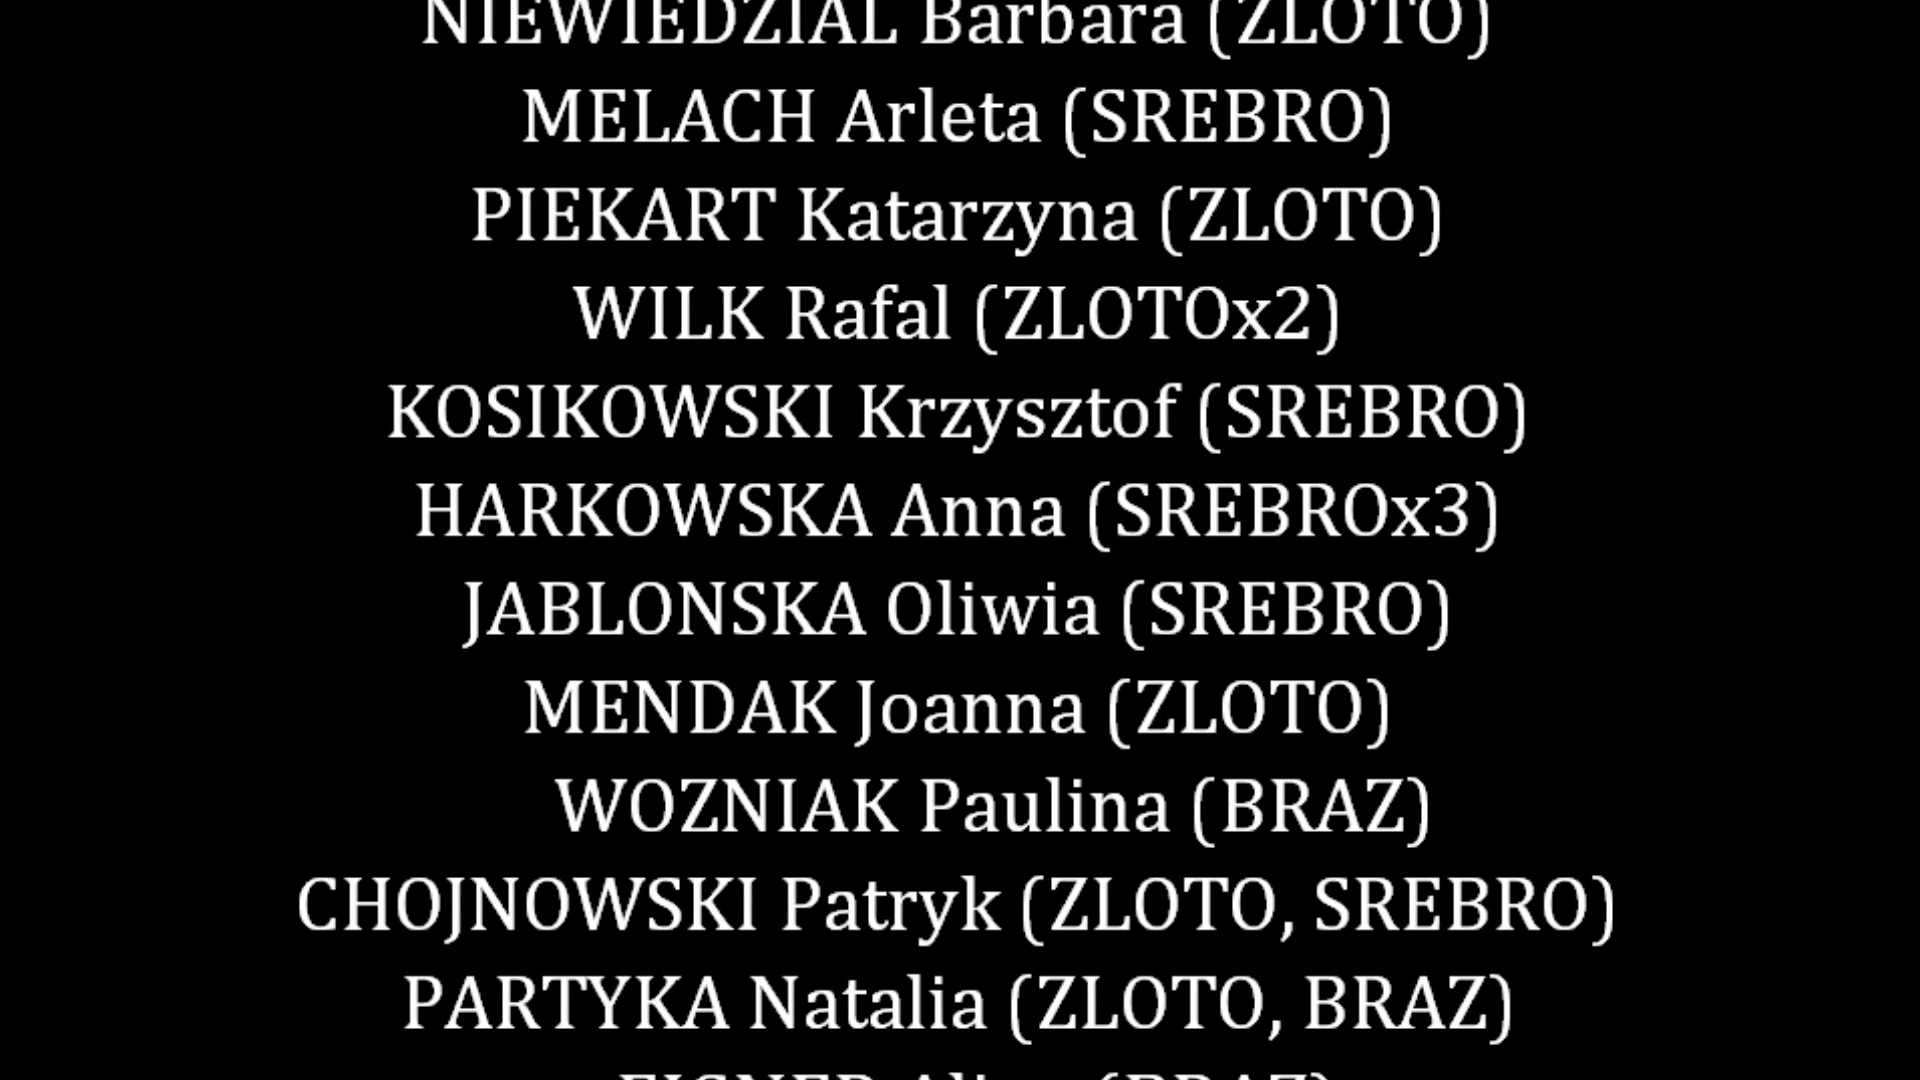 NIEWIEDZIAL Barbara (ZLOTO)
MELACH Arleta (SREBRO)
PIEKART Katarzyna (ZLOTO)
WILK Rafal (ZLOTOx2)
KOSIKOWSKI Krzysztof (SREBRO)
HARKOWSKA Anna (SREBROx3)
JABLONSKA Oliwia (SREBRO)
MENDAK Joanna (ZLOTO)
WOZNIAK Paulina (BRAZ)
CHOJNOWSKI Patryk (ZLOTO, SREBRO)
PARTYKA Natalia (ZLOTO, BRAZ)
(BRAZ)